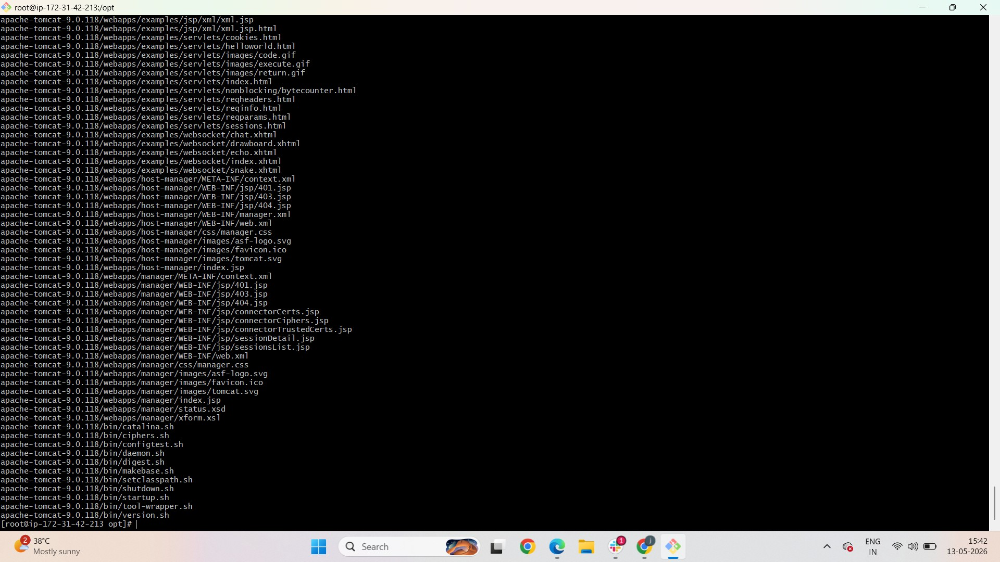 root@ip-172-31-42-213:/opt
apache-tomcat-9.0.118/webapps/examples/jsp/xml/xml.jsp
apache-tomcat-9.0.118/webapps/examples/jsp/xml/xml.jsp.html
apache-tomcat-9.0.118/webapps/examples/servlets/cookies.html
apache-tomcat-9.0.118/webapps/examples/servlets/helloworld.html
apache-tomcat-9.0.118/webapps/examples/servlets/images/code.gif
apache-tomcat-9.0.118/webapps/examples/servlets/images/execute.gif
apache-tomcat-9.0.118/webapps/examples/servlets/images/return.gif
apache-tomcat-9.0.118/webapps/examples/servlets/index.html
apache-tomcat-9.0.118/webapps/examples/servlets/nonblocking/bytecounter.html
apache-tomcat-9.0.118/webapps/examples/servlets/reqheaders.html
apache-tomcat-9.0.118/webapps/examples/servlets/reqinfo.html
apache-tomcat-9.0.118/webapps/examples/servlets/reqparams.html
apache-tomcat-9.0.118/webapps/examples/servlets/sessions.html
apache-tomcat-9.0.118/webapps/examples/websocket/chat.xhtml
apache-tomcat-9.0.118/webapps/examples/websocket/drawboard.xhtml
apache-tomcat-9.0.118/webapps/examples/websocket/echo.xhtml
apache-tomcat-9.0.118/webapps/examples/websocket/index.xhtml
apache-tomcat-9.0.118/webapps/examples/websocket/snake.xhtml
apache-tomcat-9.0.118/webapps/host-manager/META-INF/context.xml
apache-tomcat-9.0.118/webapps/host-manager/WEB-INF/jsp/401.jsp
apache-tomcat-9.0.118/webapps/host-manager/WEB-INF/jsp/403.jsp
apache-tomcat-9.0.118/webapps/host-manager/WEB-INF/jsp/404.jsp
apache-tomcat-9.0.118/webapps/host-manager/WEB-INF/manager.xml
apache-tomcat-9.0.118/webapps/host-manager/WEB-INF/web.xml
apache-tomcat-9.0.118/webapps/host-manager/css/manager.css
apache-tomcat-9.0.118/webapps/host-manager/images/asf-logo.svg
apache-tomcat-9.0.118/webapps/host-manager/images/favicon.ico
apache-tomcat-9.0.118/webapps/host-manager/images/tomcat.svg
apache-tomcat-9.0.118/webapps/host-manager/index.jsp
apache-tomcat-9.0.118/webapps/manager/META-INF/context.xml
apache-tomcat-9.0.118/webapps/manager/WEB-INF/jsp/401.jsp
apache-tomcat-9.0.118/webapps/manager/WEB-INF/jsp/403.jsp
apache-tomcat-9.0.118/webapps/manager/WEB-INF/jsp/404.jsp
apache-tomcat-9.0.118/webapps/manager/WEB-INF/jsp/connectorCerts.jsp
apache-tomcat-9.0.118/webapps/manager/WEB-INF/jsp/connectorCiphers.jsp
apache-tomcat-9.0.118/webapps/manager/WEB-INF/jsp/connectorTrustedCerts.jsp
apache-tomcat-9.0.118/webapps/manager/WEB-INF/jsp/sessionDetail.jsp
apache-tomcat-9.0.118/webapps/manager/WEB-INF/jsp/sessionsList.jsp
apache-tomcat-9.0.118/webapps/manager/WEB-INF/web.xml
apache-tomcat-9.0.118/webapps/manager/css/manager.css
apache-tomcat-9.0.118/webapps/manager/images/asf-logo.svg
apache-tomcat-9.0.118/webapps/manager/images/favicon.ico
apache-tomcat-9.0.118/webapps/manager/images/tomcat.svg
apache-tomcat-9.0.118/webapps/manager/index.jsp
apache-tomcat-9.0.118/webapps/manager/status.xsd
apache-tomcat-9.0.118/webapps/manager/xform.xsl
apache-tomcat-9.0.118/bin/catalina.sh
apache-tomcat-9.0.118/bin/ciphers.sh
apache-tomcat-9.0.118/bin/configtest.sh
apache-tomcat-9.0.118/bin/daemon.sh
apache-tomcat-9.0.118/bin/digest.sh
apache-tomcat-9.0.118/bin/makebase.sh
apache-tomcat-9.0.118/bin/setclasspath.sh
apache-tomcat-9.0.118/bin/shutdown.sh
apache-tomcat-9.0.118/bin/startup.sh
apache-tomcat-9.0.118/bin/tool-wrapper.sh
apache-tomcat-9.0.118/bin/version.sh
[root@ip-172-31-42-213 opt]#
2
38°C
Mostly sunny
Search
1
j
ENG
IN
15:42
13-05-2026